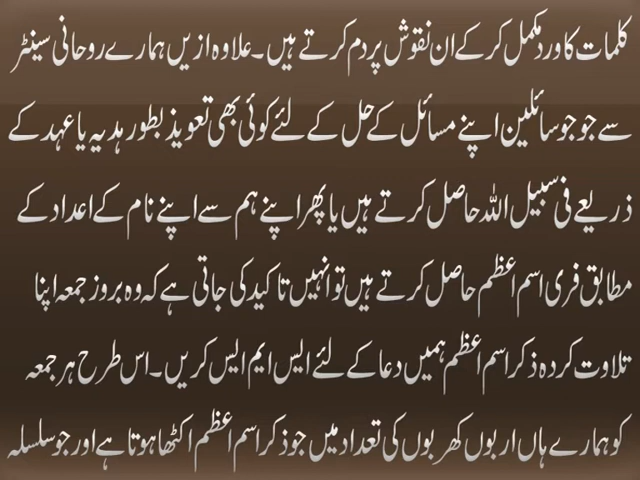 کلمات کا ورد مکمل کر کے ان نقوش پر دم کرتے ہیں۔ علاوہ ازیں ہمارے روحانی سینٹر
سے جو جو سائلین اپنے مسائل کے حل کے لئے کوئی بھی تعویذ بطور ہدیہ یا عہد کے
ذریعے فی سبیل اللہ حاصل کرتے ہیں یا پھر اپنے ہم سے اپنے نام کے اعداد کے
مطابق فری اسم اعظم حاصل کرتے ہیں تو انہیں تاکید کی جاتی ہے کہ وہ بروز جمعہ اپنا
تلاوت کردہ ذکر اسم اعظم ہمیں دعا کے لئے ایس ایم ایس کریں۔ اس طرح ہر جمعہ
کو ہمارے ہاں اربوں کھربوں کی تعداد میں جو ذکر اسم اعظم اکٹھا ہوتا ہے اور جو سلسلہ